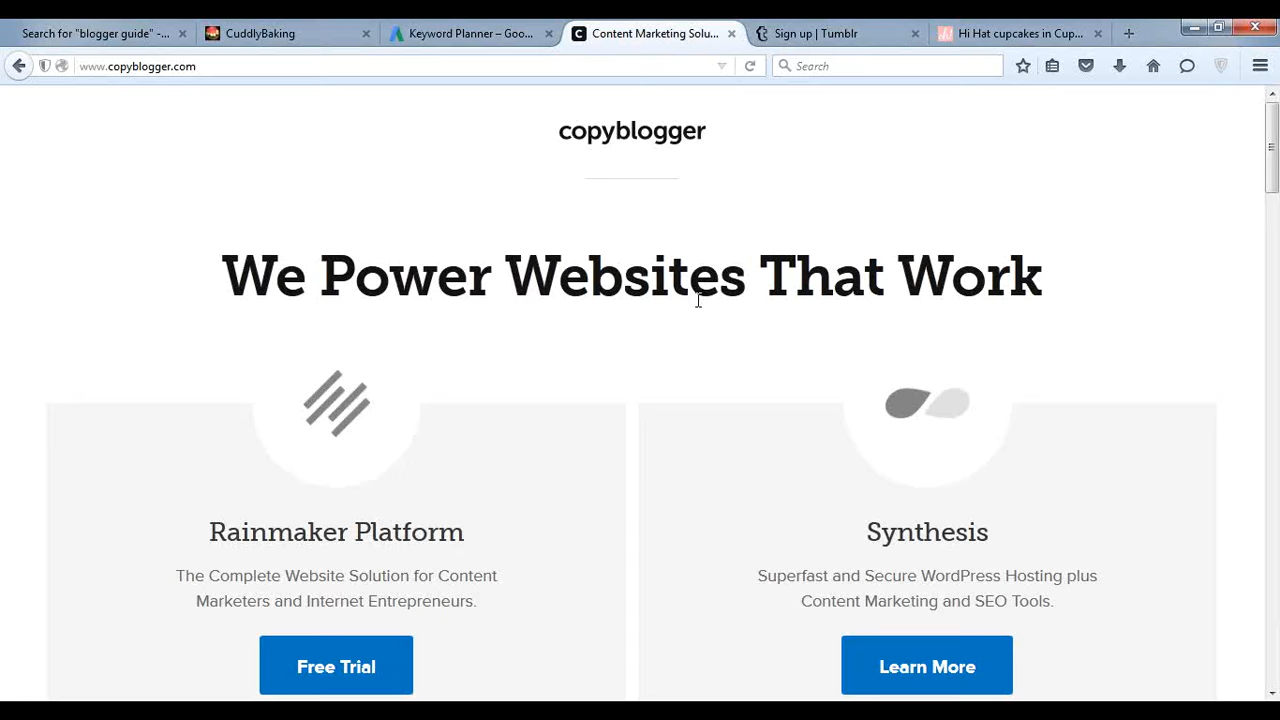 Search for "blogger guide" -...
CuddlyBaking
Keyword Planner – Goo...
Content Marketing Solu...
Sign up | Tumblr
Hi Hat cupcakes in Cup...
www.copyblogger.com
Search
copyblogger
We Power Websites That Work
Rainmaker Platform
The Complete Website Solution for Content
Marketers and Internet Entrepreneurs.
Free Trial
Synthesis
Superfast and Secure WordPress Hosting plus
Content Marketing and SEO Tools.
Learn More